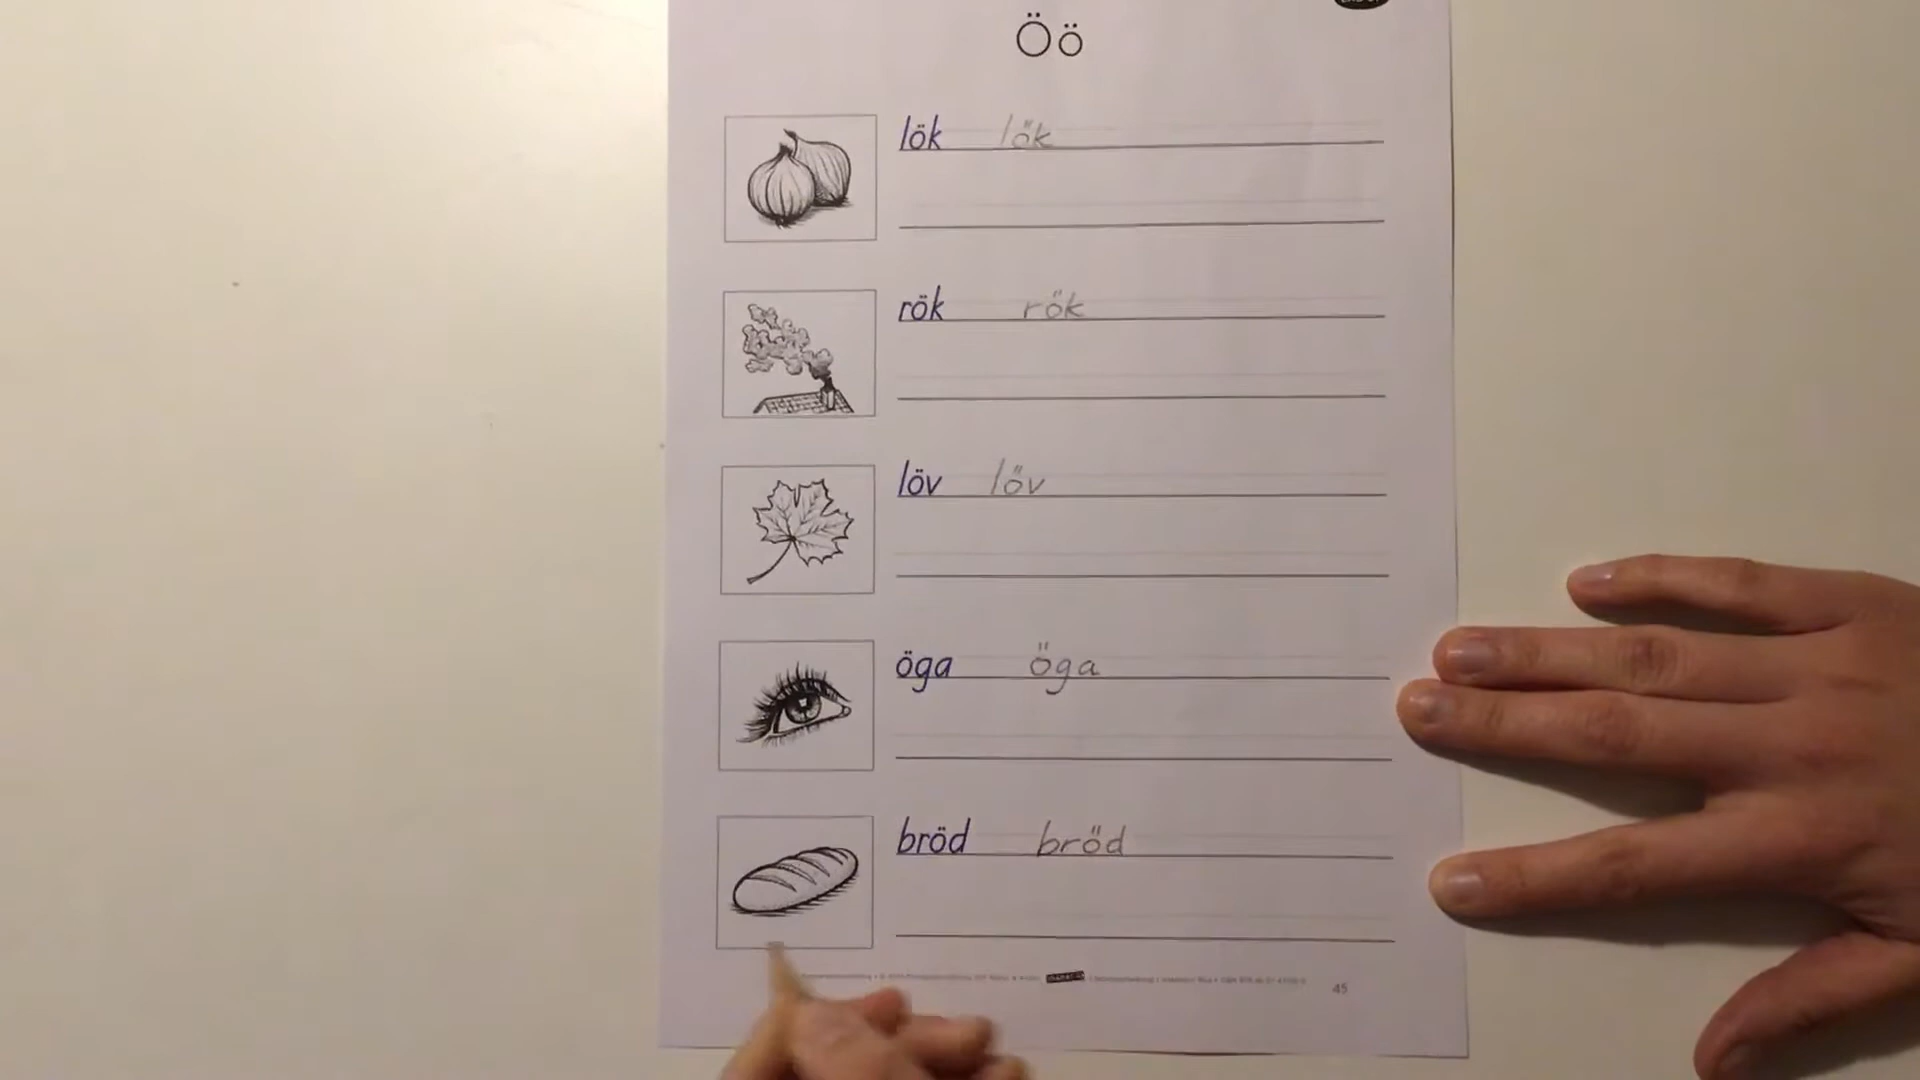 Öö
lök lök
rök rök
löv löv
öga öga
bröd bröd
45